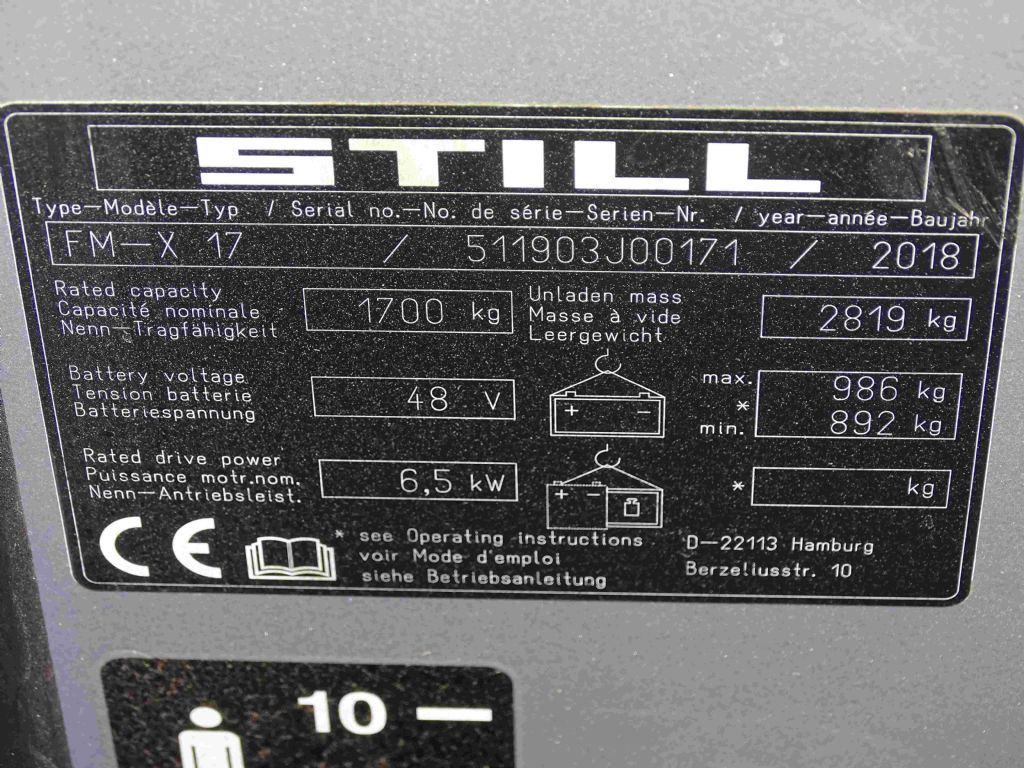 STILL
Type–Modèle–Typ / Serial no.–No. de série–Serien–Nr. / year–année–Baujahr
FM–X 17 / 511903J00171 / 2018
Rated capacity
Capacité nominale
Nenn–Tragfähigkeit
1700 kg
Unladen mass
Masse à vide
Leergewicht
2819 kg
Battery voltage
Tension batterie
Batteriespannung
48 V
+ –
max. 986 kg
*
min. 892 kg
Rated drive power
Puissance motr.nom.
Nenn–Antriebsleist.
6,5 kW
+ –
* kg
CE
* see Operating instructions
voir Mode d'emploi
siehe Betriebsanleitung
D–22113 Hamburg
Berzeliusstr. 10
10 –